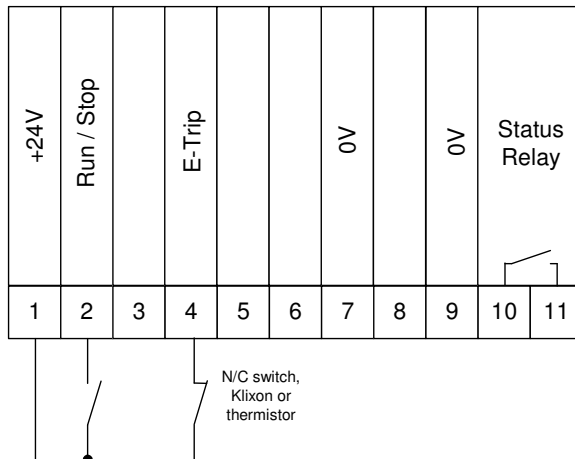 +24V
Run / Stop
E-Trip
0V
0V
Status
Relay
1 2 3 4 5 6 7 8 9 10 11
N/C switch,
Klixon or
thermistor